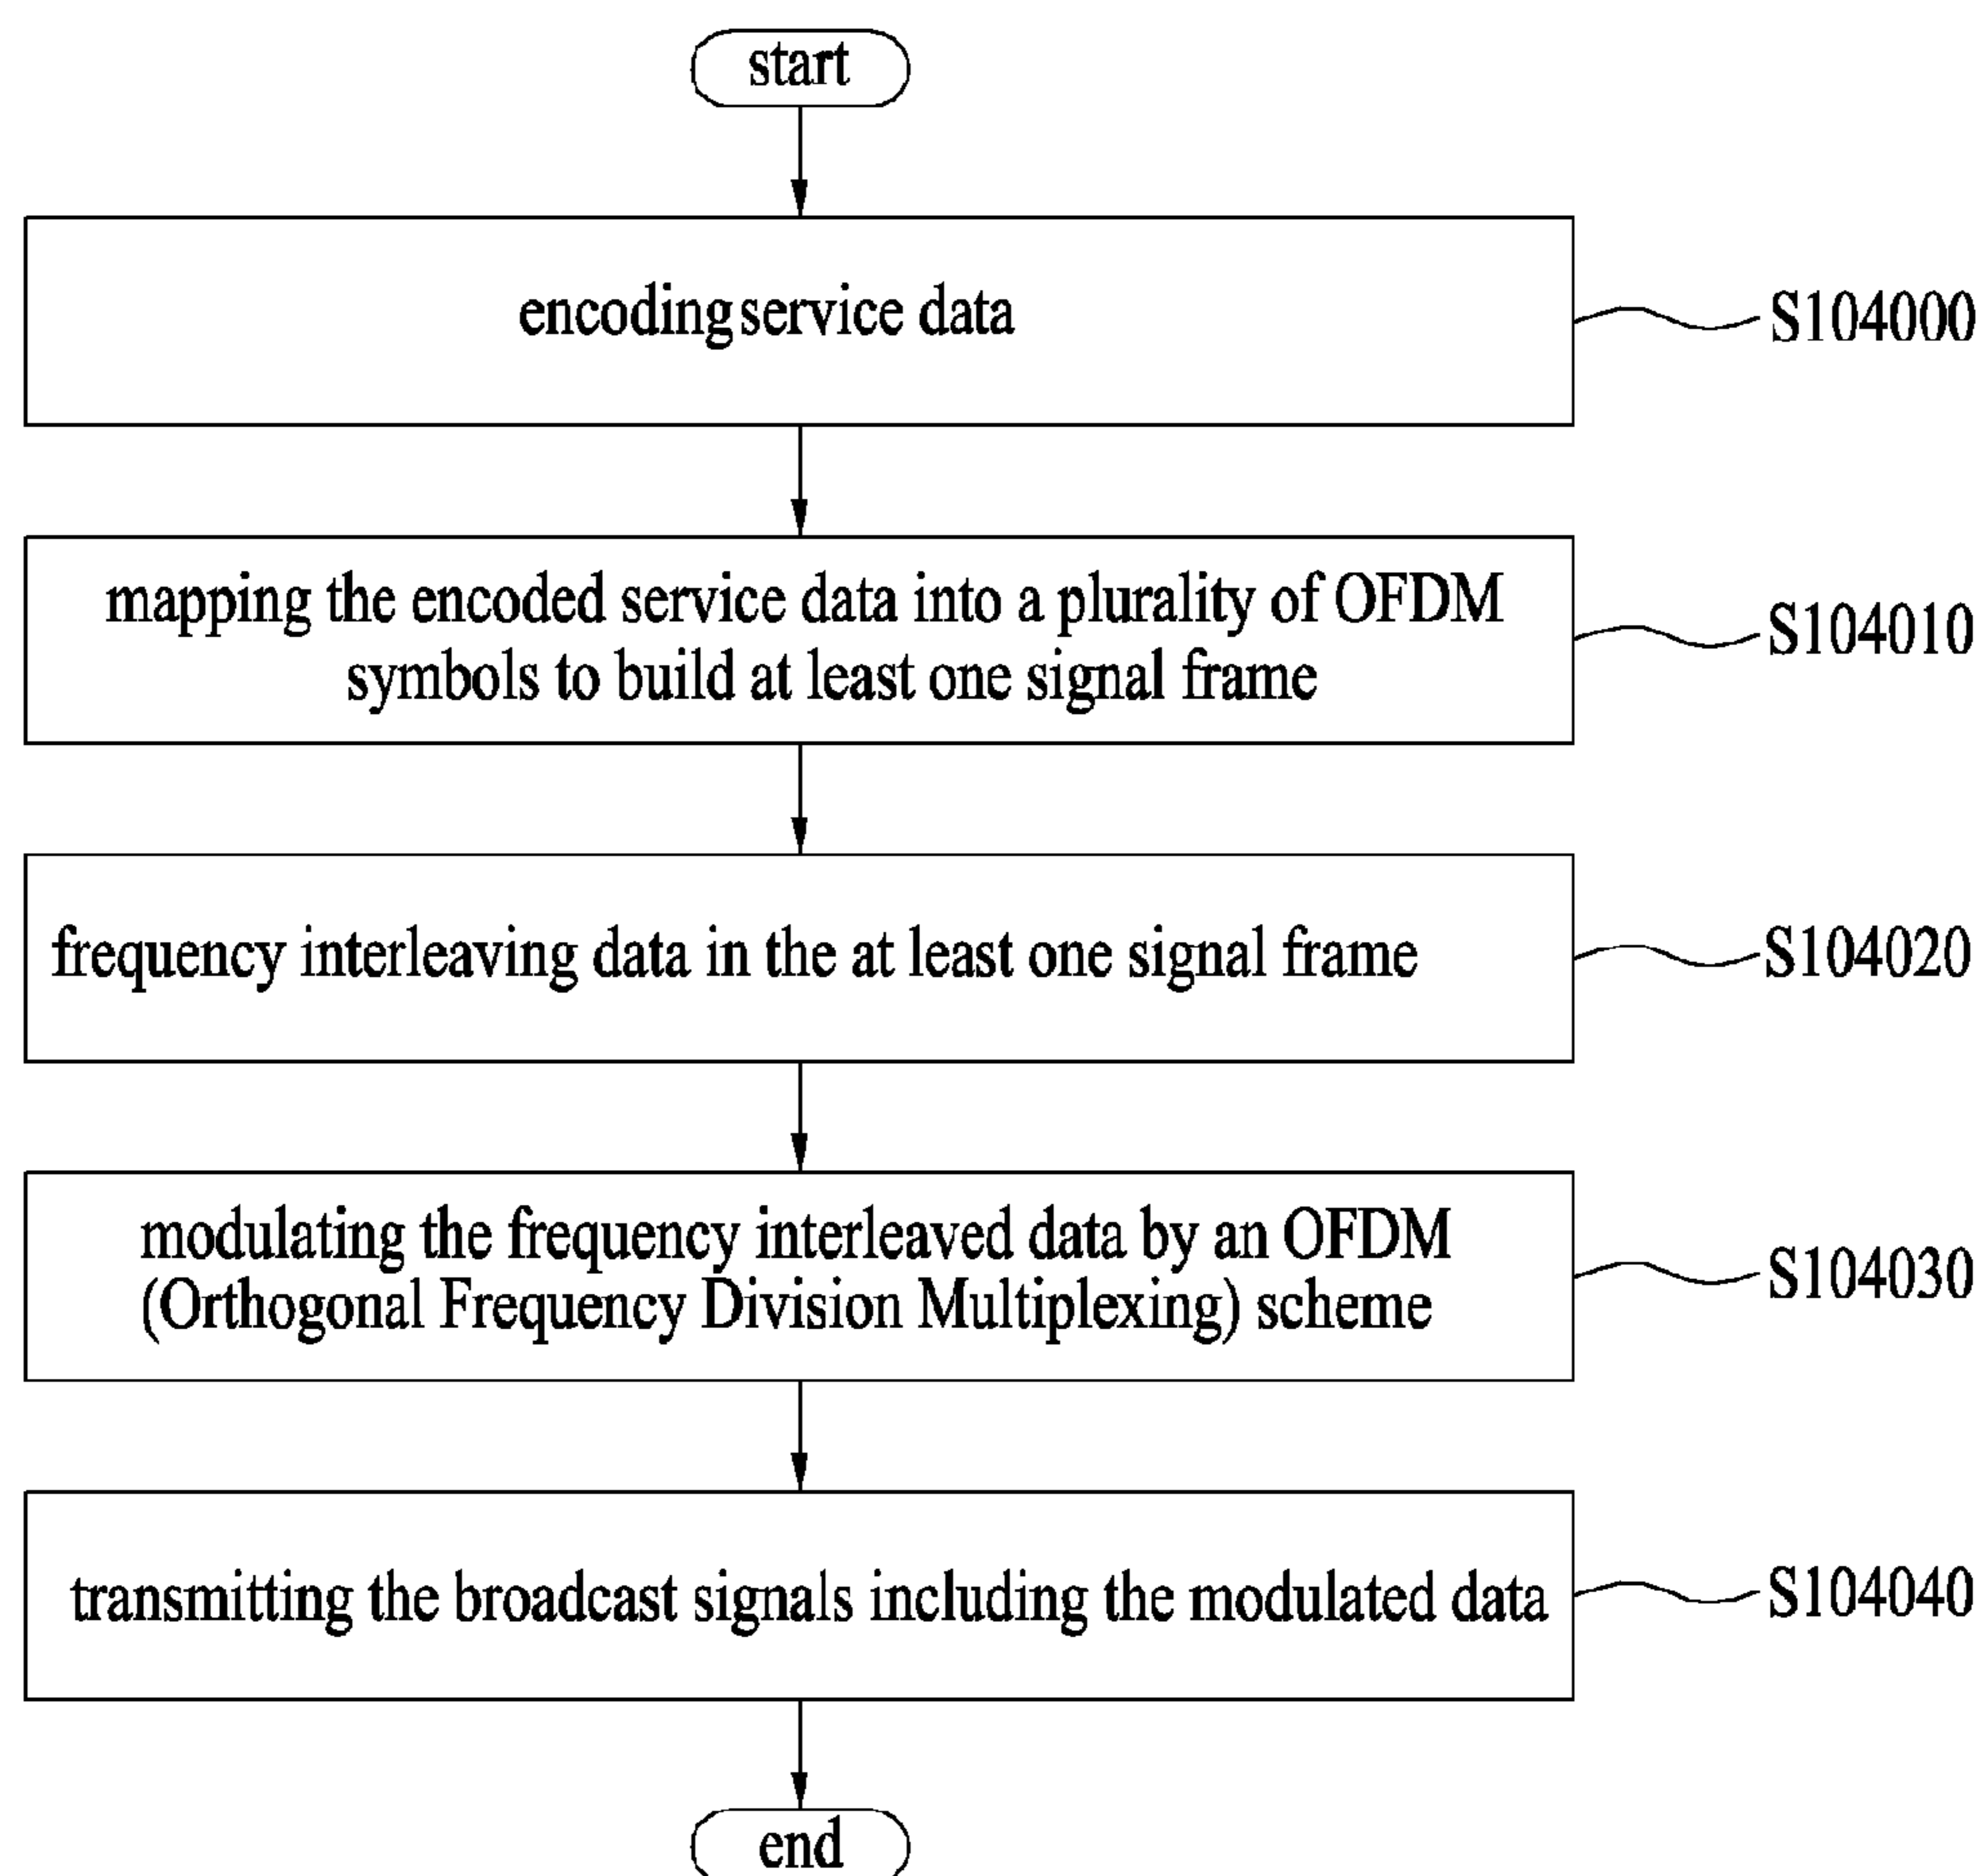 start
encoding service data
S104000
mapping the encoded service data into a plurality of OFDM
symbols to build at least one signal frame
S104010
frequency interleaving data in the at least one signal frame
S104020
modulating the frequency interleaved data by an OFDM
(Orthogonal Frequency Division Multiplexing) scheme
S104030
transmitting the broadcast signals including the modulated data
S104040
end